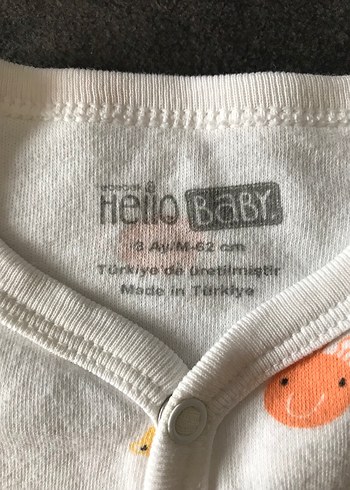 Hello BaBY
3 Ay/M-62 cm
Türkiye'de üretilmiştir
Made in Türkiye